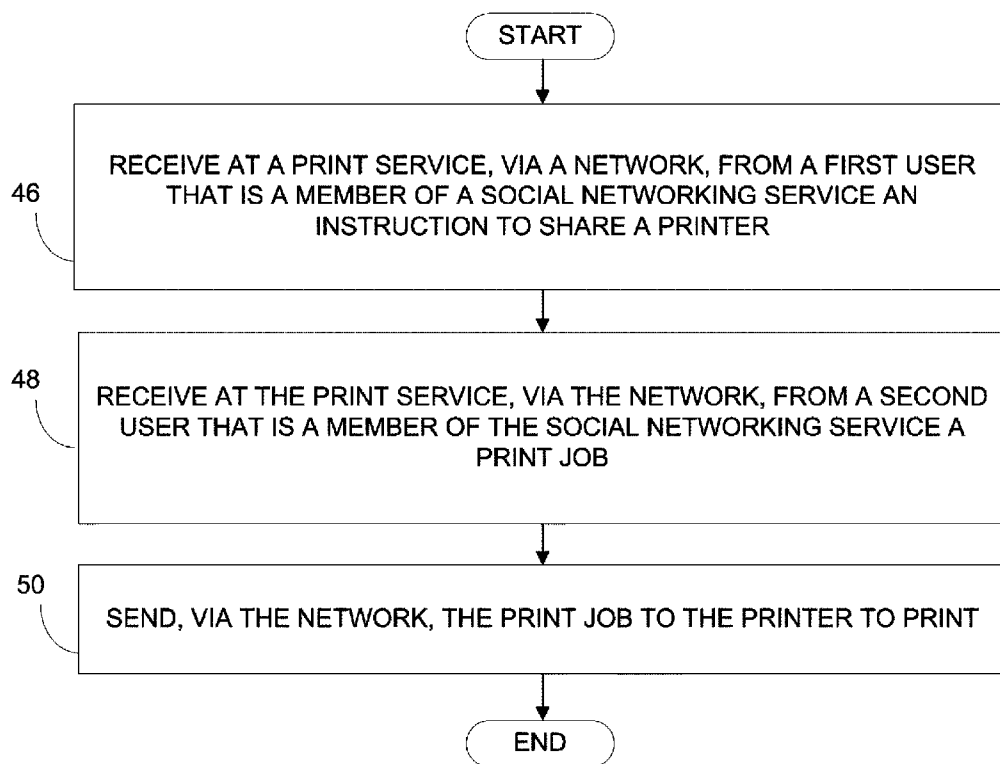 START
46
RECEIVE AT A PRINT SERVICE, VIA A NETWORK, FROM A FIRST USER
THAT IS A MEMBER OF A SOCIAL NETWORKING SERVICE AN
INSTRUCTION TO SHARE A PRINTER
48
RECEIVE AT THE PRINT SERVICE, VIA THE NETWORK, FROM A SECOND
USER THAT IS A MEMBER OF THE SOCIAL NETWORKING SERVICE A
PRINT JOB
50
SEND, VIA THE NETWORK, THE PRINT JOB TO THE PRINTER TO PRINT
END